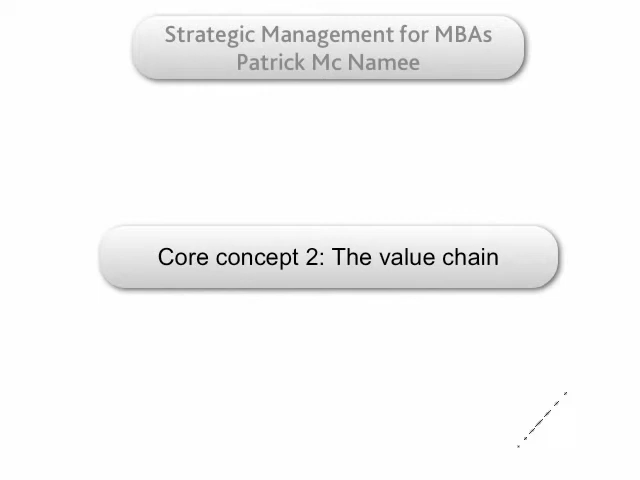 Strategic Management for MBAs
Patrick Mc Namee
Core concept 2: The value chain